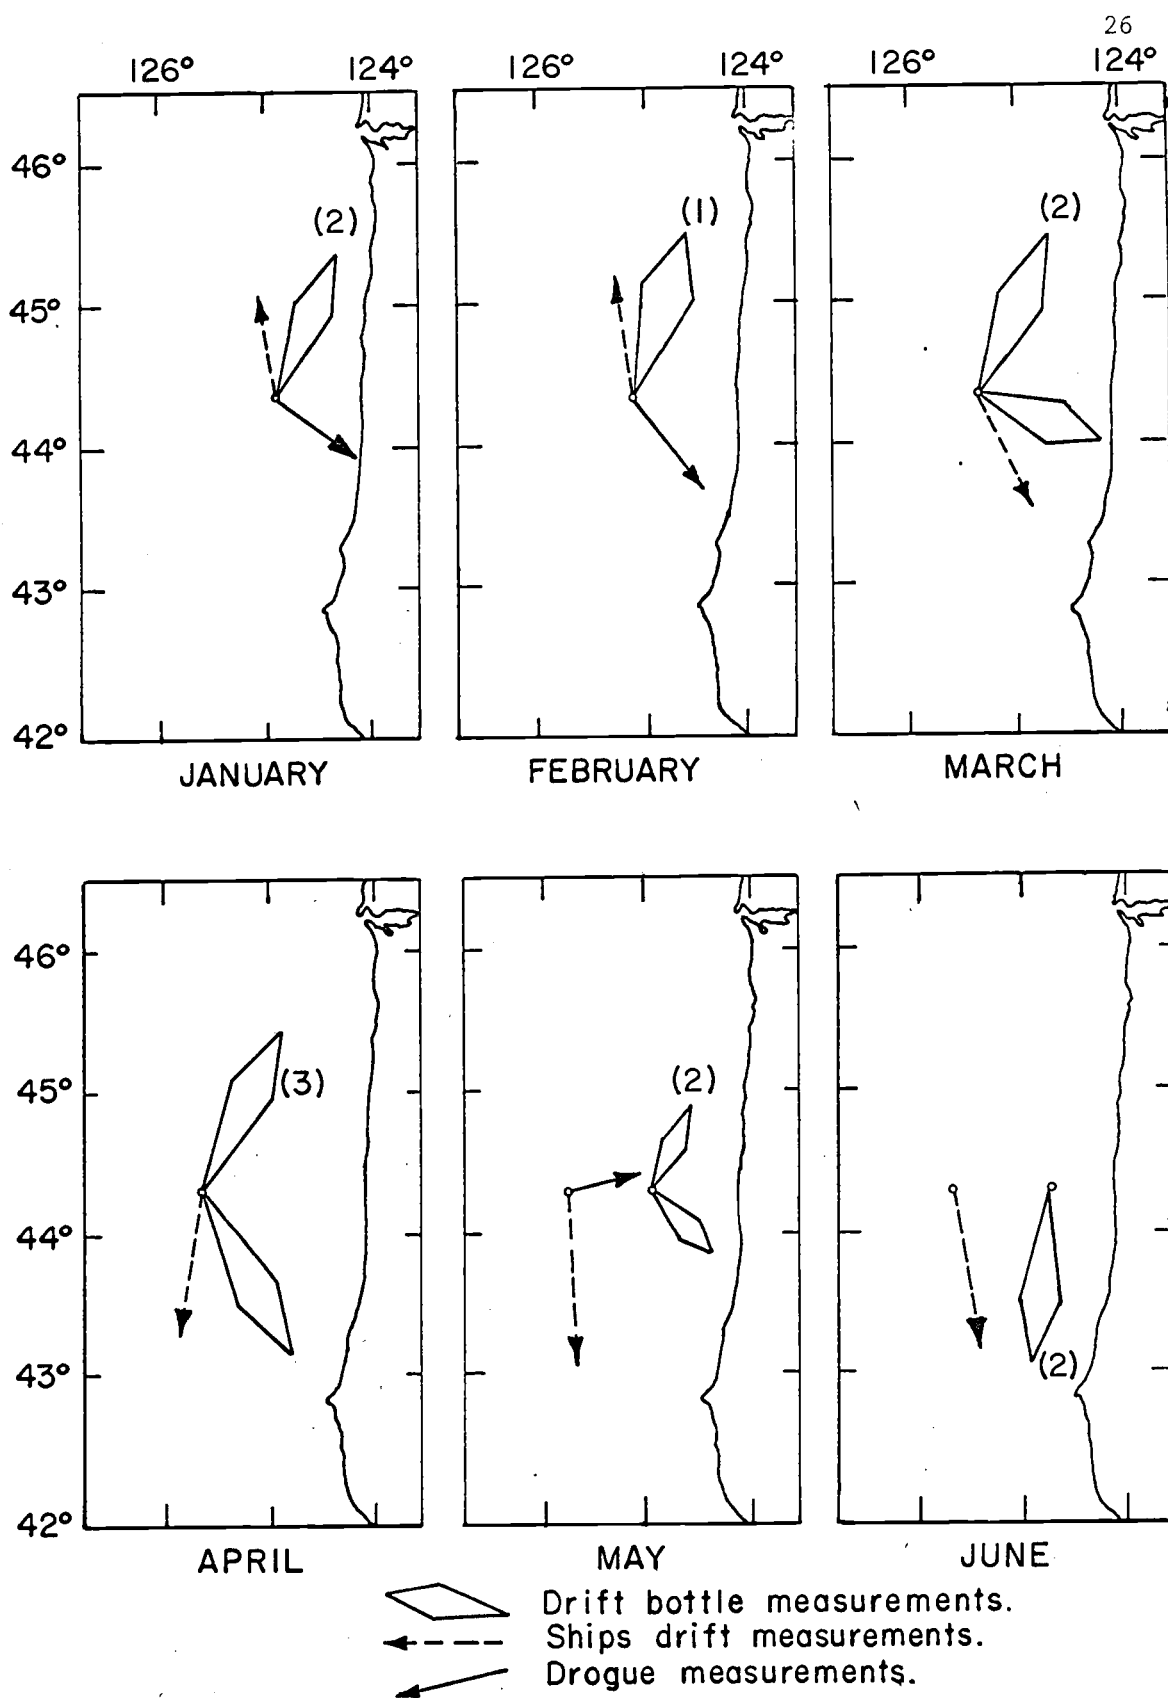 26
126° 124° 126° 124° 126° 124°
46°
(2) (1) (2)
45°
44°
43°
42°
JANUARY FEBRUARY MARCH
46°
45°
(3) (2)
44°
43°
(2)
42°
APRIL MAY JUNE
Drift bottle measurements.
Ships drift measurements.
Drogue measurements.